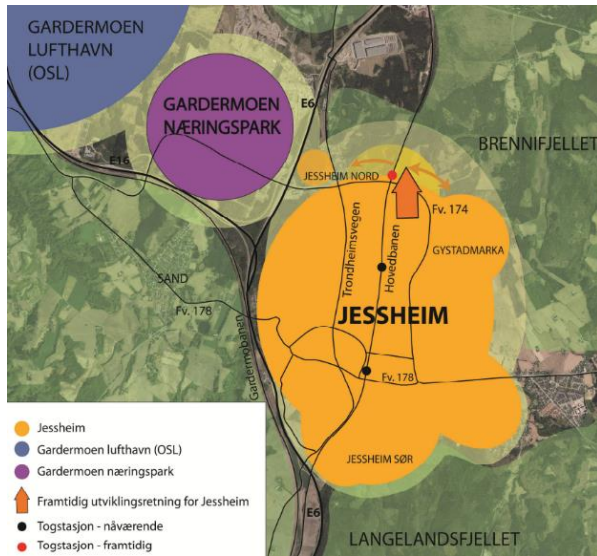 GARDERMOEN
LUFTHAVN
(OSL)
GARDERMOEN
NÆRINGSPARK
E6
BRENNIFJELLET
E16
JESSHEIM NORD
Fv. 174
GYSTADMARKA
Trondheimsvegen
Hovedbanen
SAND
Fv. 178
JESSHEIM
Gardermobanen
Fv. 178
JESSHEIM SØR
E6
LANGELANDSFJELLET
Jessheim
Gardermoen lufthavn (OSL)
Gardermoen næringspark
Framtidig utviklingsretning for Jessheim
Togstasjon - nåværende
Togstasjon - framtidig